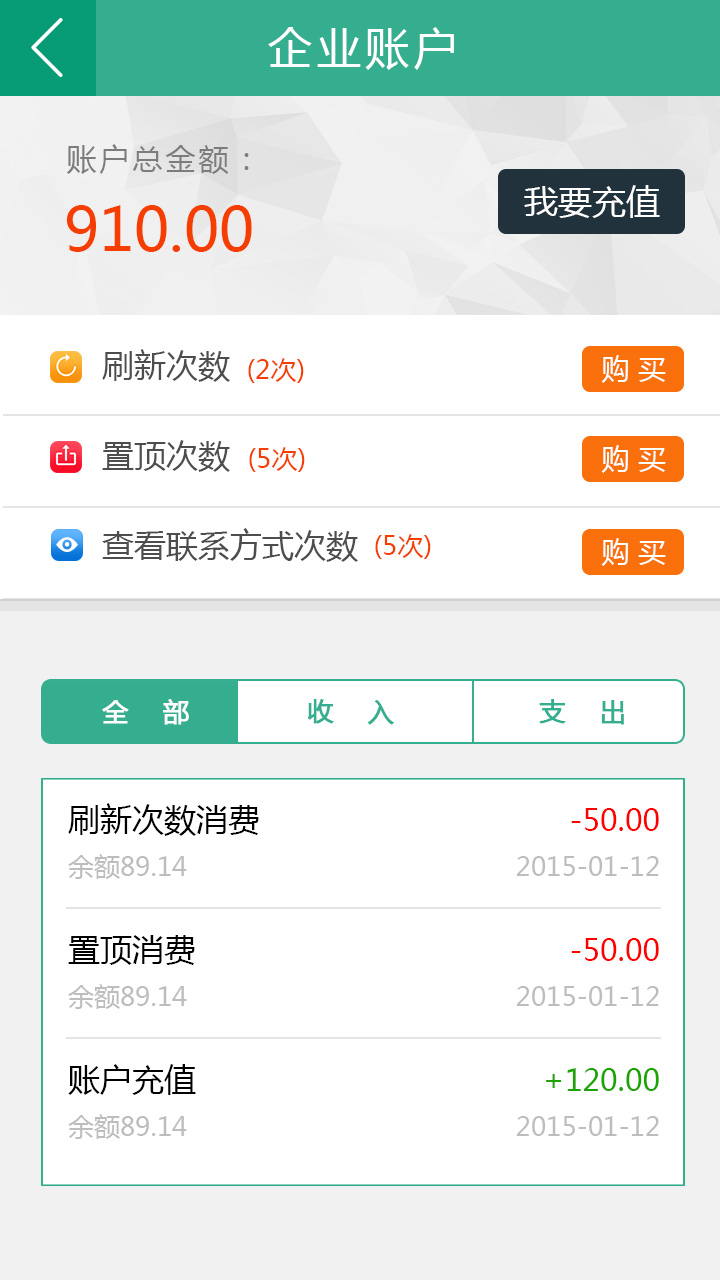 企业账户
账户总金额：
910.00
我要充值
刷新次数 (2次) 购 买
置顶次数 (5次) 购 买
查看联系方式次数 (5次) 购 买
全 部 收 入 支 出
刷新次数消费 -50.00
余额89.14 2015-01-12
置顶消费 -50.00
余额89.14 2015-01-12
账户充值 +120.00
余额89.14 2015-01-12